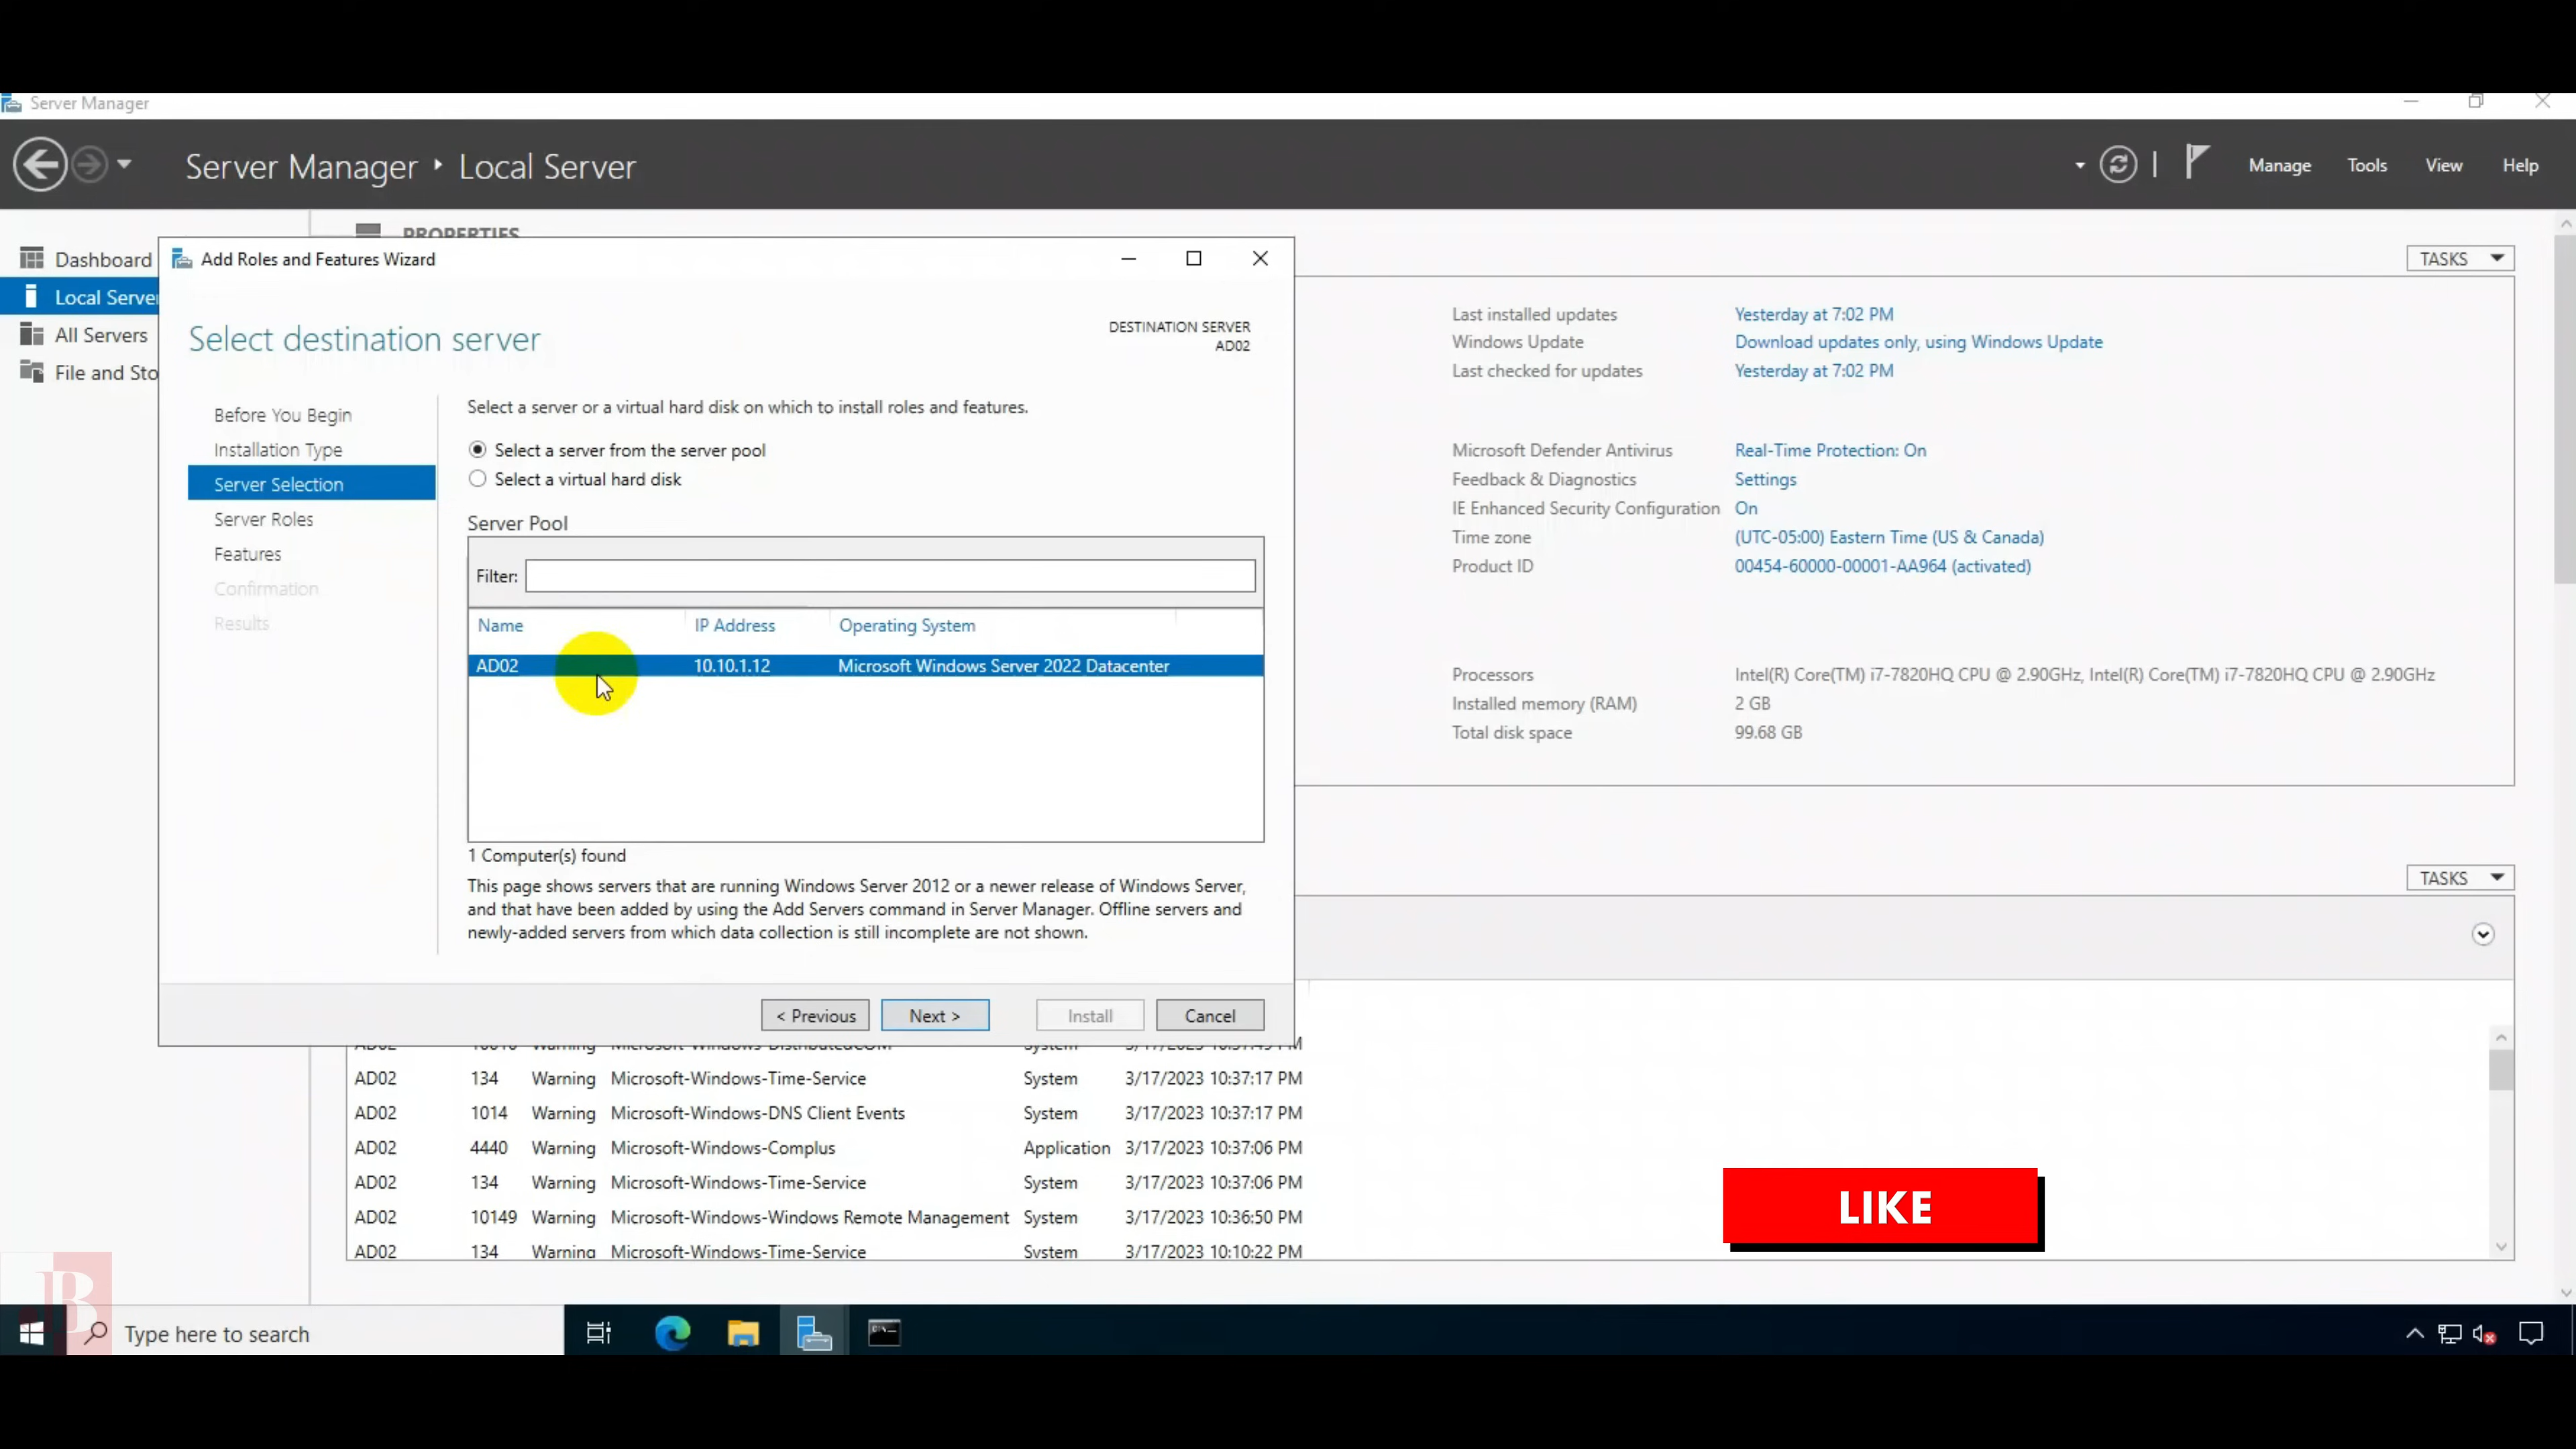 Server Manager
Server Manager ‣ Local Server
Manage Tools View Help
Dashboard
Local Server
All Servers
File and Sto
PROPERTIES
TASKS
Last installed updates Yesterday at 7:02 PM
Windows Update Download updates only, using Windows Update
Last checked for updates Yesterday at 7:02 PM
Microsoft Defender Antivirus Real-Time Protection: On
Feedback & Diagnostics Settings
IE Enhanced Security Configuration On
Time zone (UTC-05:00) Eastern Time (US & Canada)
Product ID 00454-60000-00001-AA964 (activated)
Processors Intel(R) Core(TM) i7-7820HQ CPU @ 2.90GHz, Intel(R) Core(TM) i7-7820HQ CPU @ 2.90GHz
Installed memory (RAM) 2 GB
Total disk space 99.68 GB
Add Roles and Features Wizard
Select destination server
DESTINATION SERVER
AD02
Before You Begin
Installation Type
Server Selection
Server Roles
Features
Confirmation
Results
Select a server or a virtual hard disk on which to install roles and features.
Select a server from the server pool
Select a virtual hard disk
Server Pool
Filter:
Name IP Address Operating System
AD02 10.10.1.12 Microsoft Windows Server 2022 Datacenter
1 Computer(s) found
This page shows servers that are running Windows Server 2012 or a newer release of Windows Server,
and that have been added by using the Add Servers command in Server Manager. Offline servers and
newly-added servers from which data collection is still incomplete are not shown.
< Previous Next > Install Cancel
TASKS
AD02 134 Warning Microsoft-Windows-Time-Service System 3/17/2023 10:37:17 PM
AD02 1014 Warning Microsoft-Windows-DNS Client Events System 3/17/2023 10:37:17 PM
AD02 4440 Warning Microsoft-Windows-Complus Application 3/17/2023 10:37:06 PM
AD02 134 Warning Microsoft-Windows-Time-Service System 3/17/2023 10:37:06 PM
AD02 10149 Warning Microsoft-Windows-Windows Remote Management System 3/17/2023 10:36:50 PM
AD02 134 Warning Microsoft-Windows-Time-Service System 3/17/2023 10:10:22 PM
LIKE
Type here to search